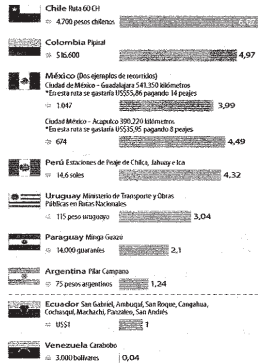 Chile Ruta 60 CH
4.700 pesos chilenos
Colombia Pipiral
$16.600
4,97
México (Dos ejemplos de recorridos)
Ciudad de México - Guadalajara 541.350 kilómetros
*En esta ruta se gastaría US$55,86 pagando 14 peajes
1.047
3,99
Ciudad México - Acapulco 390.220 kilómetros
*En esta ruta se gastaría US$35,95 pagando 8 peajes
674
4,49
Perú Estaciones de Peaje de Chilca, Jahuay e Ica
14,6 soles
4,32
Uruguay Ministerio de Transporte y Obras
Públicas en Rutas Nacionales
115 peso uruguayo
3,04
Paraguay Minga Guazú
14.000 guaraníes
2,1
Argentina Pilar Campana
75 pesos argentinos
1,24
Ecuador San Gabriel, Ambuquí, San Roque, Cangahua,
Cochasquí, Machachi, Panzaleo, San Andrés
US$1
1
Venezuela Carabobo
3.000 bolívares
0,04